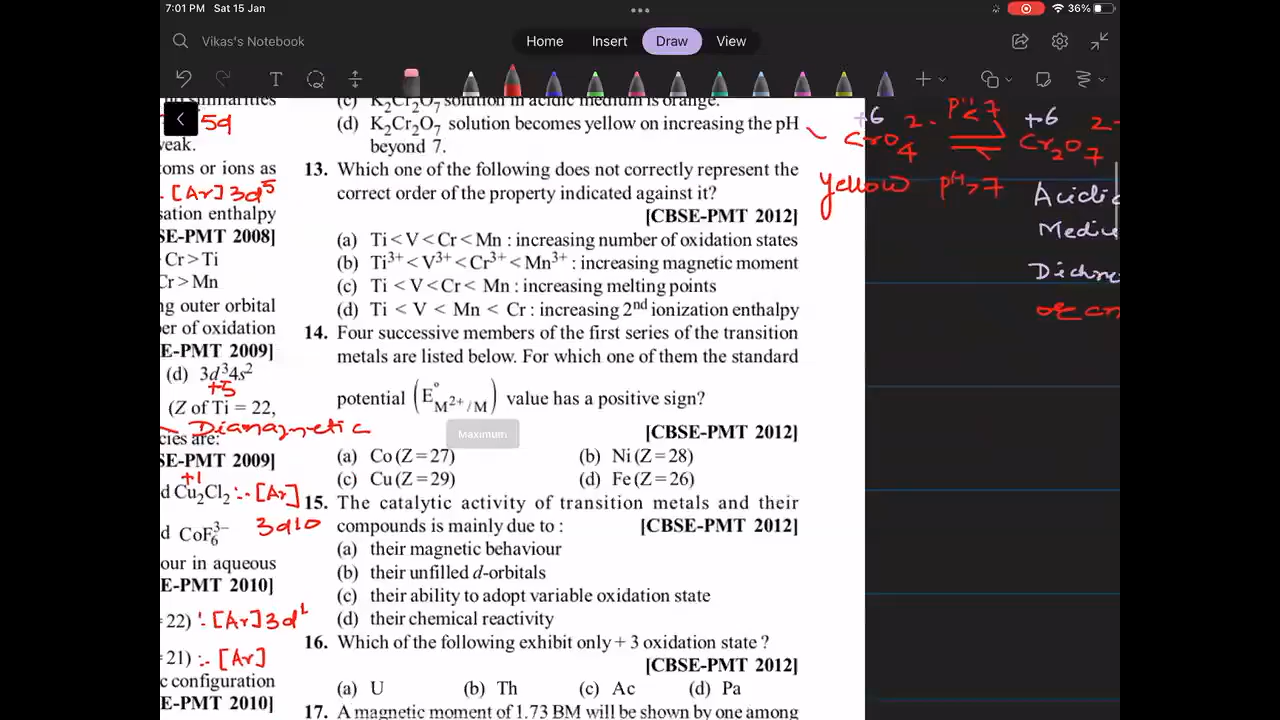 7:01 PM Sat 15 Jan
36%
Vikas's Notebook
Home Insert Draw View
5d
weak.
toms or ions as
[Ar] 3d⁵
sation enthalpy
SE-PMT 2008]
Cr > Ti
Cr > Mn
ng outer orbital
er of oxidation
SE-PMT 2009]
(d) 3d³4s²
+5
(Z of Ti = 22,
Diamagnetic
cies are:
SE-PMT 2009]
+1
d Cu₂Cl₂ :- [Ar]
3d10
d CoF₆³⁻
our in aqueous
SE-PMT 2010]
= 22) :- [Ar] 3d¹
= 21) :- [Ar]
c configuration
SE-PMT 2010]
(c) K₂Cr₂O₇ solution in acidic medium is orange.
(d) K₂Cr₂O₇ solution becomes yellow on increasing the pH
beyond 7.
13. Which one of the following does not correctly represent the
correct order of the property indicated against it?
[CBSE-PMT 2012]
(a) Ti < V < Cr < Mn : increasing number of oxidation states
(b) Ti³⁺ < V³⁺ < Cr³⁺ < Mn³⁺ : increasing magnetic moment
(c) Ti < V < Cr < Mn : increasing melting points
(d) Ti < V < Mn < Cr : increasing 2nd ionization enthalpy
14. Four successive members of the first series of the transition
metals are listed below. For which one of them the standard
potential (E°M²⁺/M) value has a positive sign?
Maximum
[CBSE-PMT 2012]
(a) Co (Z = 27) (b) Ni (Z = 28)
(c) Cu (Z = 29) (d) Fe (Z = 26)
15. The catalytic activity of transition metals and their
compounds is mainly due to : [CBSE-PMT 2012]
(a) their magnetic behaviour
(b) their unfilled d-orbitals
(c) their ability to adopt variable oxidation state
(d) their chemical reactivity
16. Which of the following exhibit only + 3 oxidation state ?
[CBSE-PMT 2012]
(a) U (b) Th (c) Ac (d) Pa
17. A magnetic moment of 1.73 BM will be shown by one among
+6 pH < 7 +6
CrO₄²⁻ ⇌ Cr₂O₇²⁻
yellow pH > 7
Acidic
Mediu
Dichro